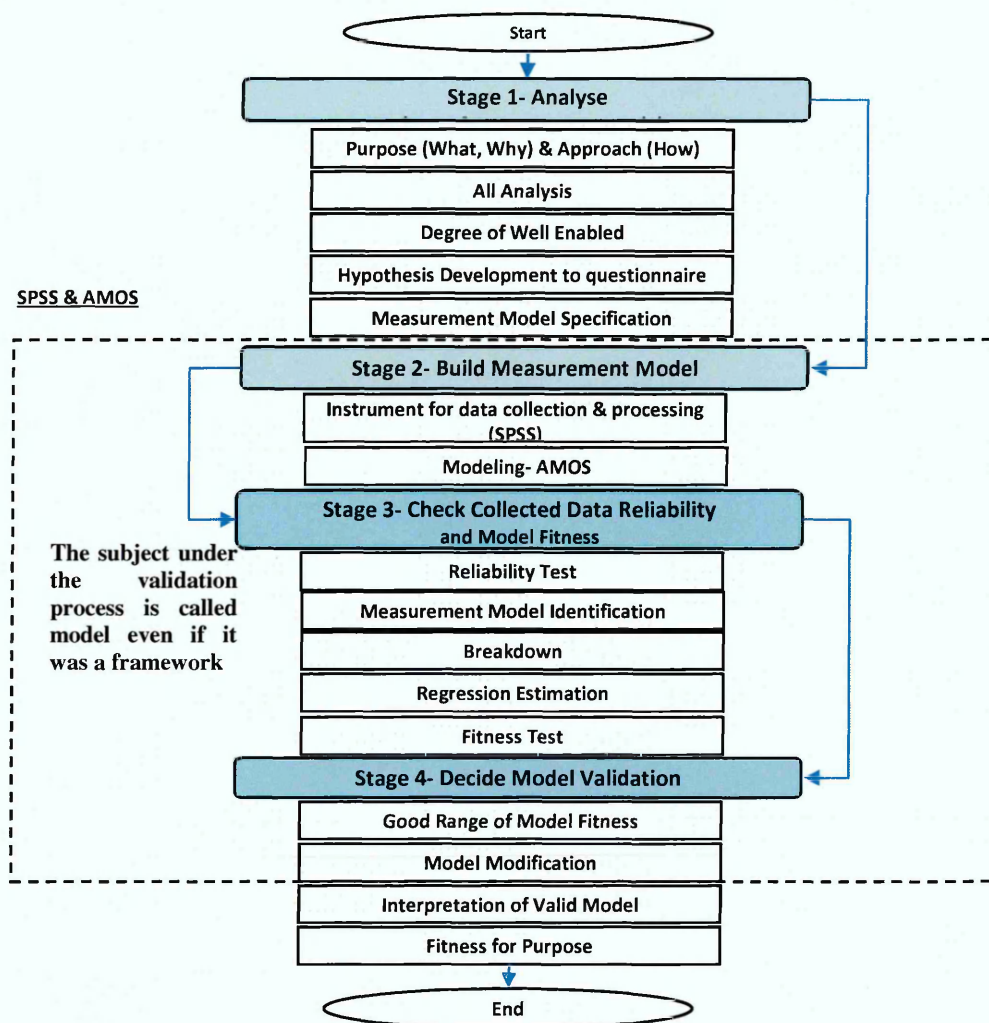 Start
Stage 1- Analyse
Purpose (What, Why) & Approach (How)
All Analysis
Degree of Well Enabled
Hypothesis Development to questionnaire
SPSS & AMOS
Measurement Model Specification
Stage 2- Build Measurement Model
Instrument for data collection & processing
(SPSS)
Modeling- AMOS
Stage 3- Check Collected Data Reliability
and Model Fitness
The subject under
the validation
process is called
model even if it
was a framework
Reliability Test
Measurement Model Identification
Breakdown
Regression Estimation
Fitness Test
Stage 4- Decide Model Validation
Good Range of Model Fitness
Model Modification
Interpretation of Valid Model
Fitness for Purpose
End